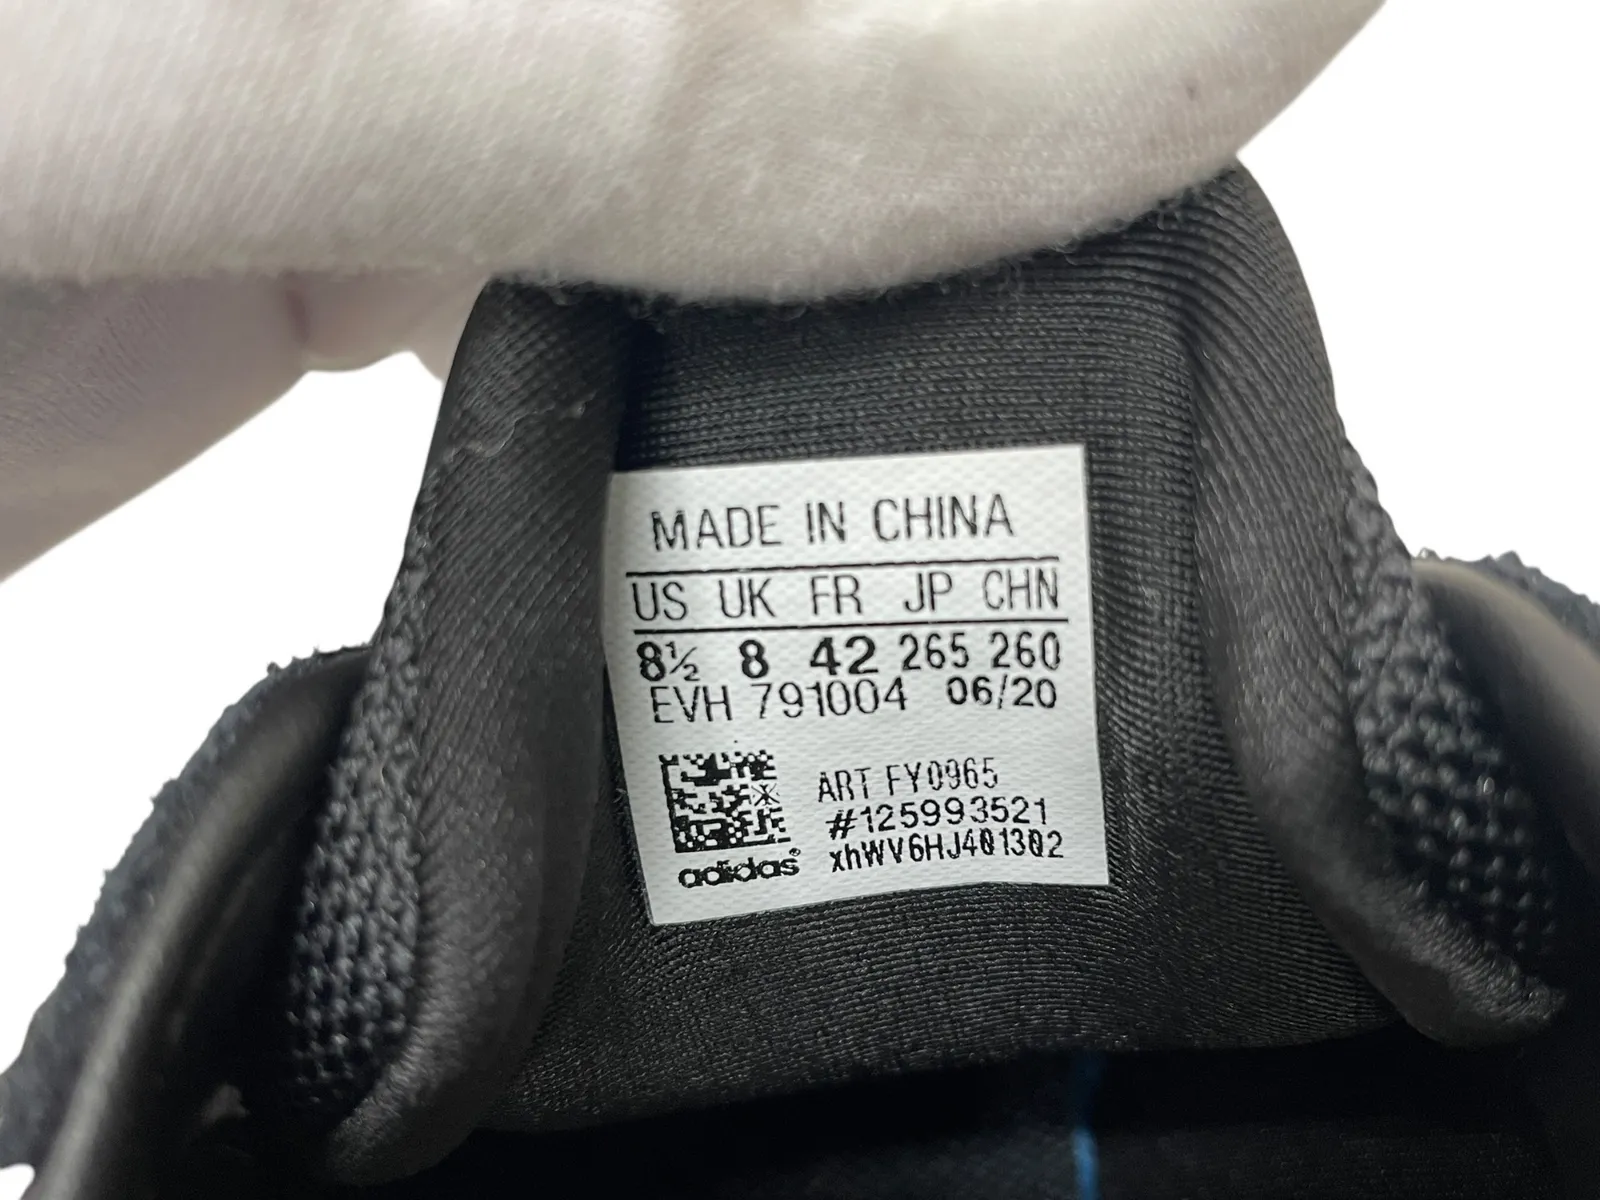 MADE IN CHINA
US UK FR JP CHN
8½ 8 42 265 260
EVH 791004 06/20
ART FY0965
#125993521
xhWV6HJ401302
adidas®